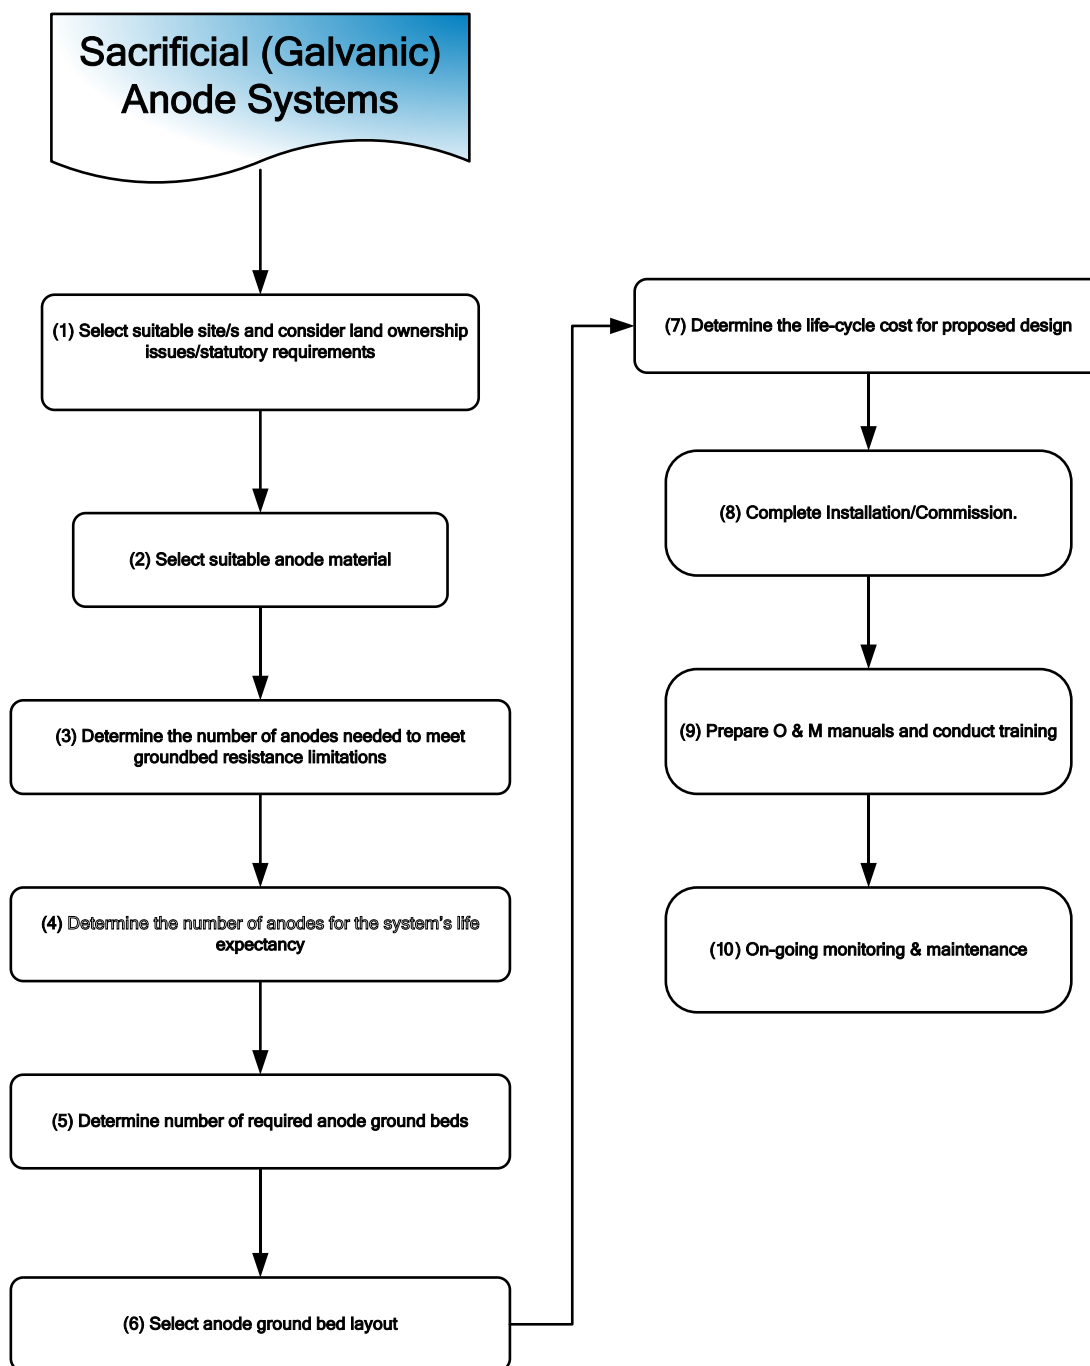 Sacrificial (Galvanic)
Anode Systems
(1) Select suitable site/s and consider land ownership
issues/statutory requirements
(2) Select suitable anode material
(3) Determine the number of anodes needed to meet
groundbed resistance limitations
(4) Determine the number of anodes for the system's life
expectancy
(5) Determine number of required anode ground beds
(6) Select anode ground bed layout
(7) Determine the life-cycle cost for proposed design
(8) Complete Installation/Commission.
(9) Prepare O & M manuals and conduct training
(10) On-going monitoring & maintenance